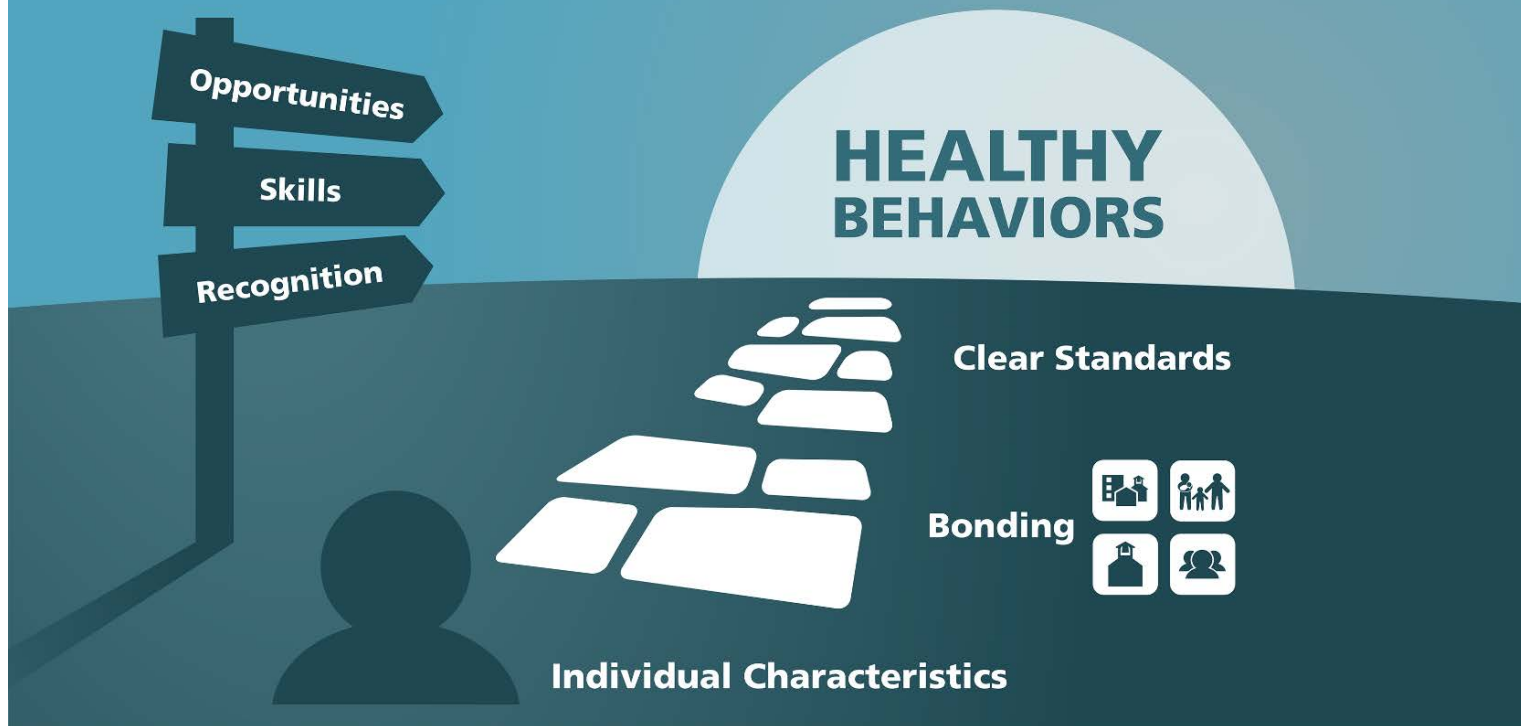 Opportunities
Skills
Recognition
HEALTHY
BEHAVIORS
Clear Standards
Bonding
Individual Characteristics